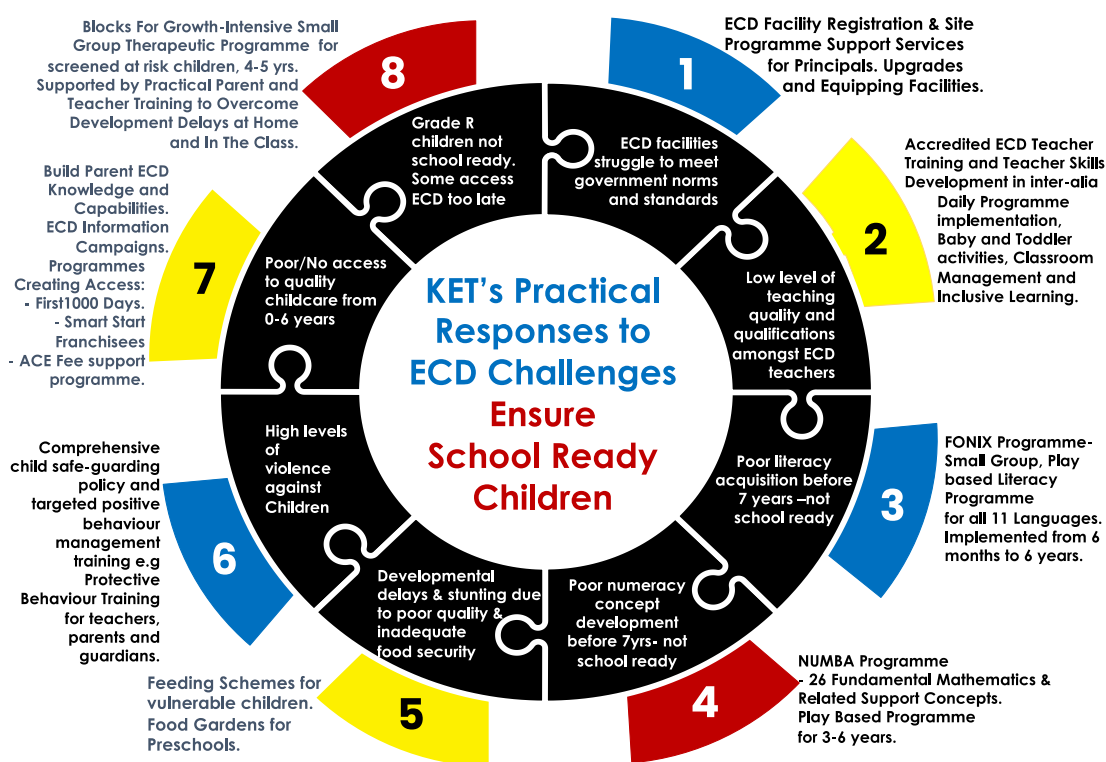 KET's Practical
Responses to
ECD Challenges
Ensure
School Ready
Children
1
ECD Facility Registration & Site
Programme Support Services
for Principals. Upgrades
and Equipping Facilities.
ECD facilities
struggle to meet
government norms
and standards
2
Accredited ECD Teacher
Training and Teacher Skills
Development in inter-alia
Daily Programme
implementation,
Baby and Toddler
activities, Classroom
Management and
Inclusive Learning.
Low level of
teaching
quality and
qualifications
amongst ECD
teachers
3
FONIX Programme-
Small Group, Play
based Literacy
Programme
for all 11 Languages.
Implemented from 6
months to 6 years.
Poor literacy
acquisition before
7 years –not
school ready
4
NUMBA Programme
- 26 Fundamental Mathematics &
Related Support Concepts.
Play Based Programme
for 3-6 years.
Poor numeracy
concept
development
before 7yrs- not
school ready
5
Feeding Schemes for
vulnerable children.
Food Gardens for
Preschools.
Developmental
delays & stunting due
to poor quality &
inadequate
food security
6
Comprehensive
child safe-guarding
policy and
targeted positive
behaviour
management
training e.g
Protective
Behaviour Training
for teachers,
parents and
guardians.
High levels
of
violence
against
Children
7
Build Parent ECD
Knowledge and
Capabilities.
ECD Information
Campaigns.
Programmes
Creating Access:
- First1000 Days.
- Smart Start
Franchisees
- ACE Fee support
programme.
Poor/No access
to quality
childcare from
0-6 years
8
Blocks For Growth-Intensive Small
Group Therapeutic Programme for
screened at risk children, 4-5 yrs.
Supported by Practical Parent and
Teacher Training to Overcome
Development Delays at Home
and In The Class.
Grade R
children not
school ready.
Some access
ECD too late